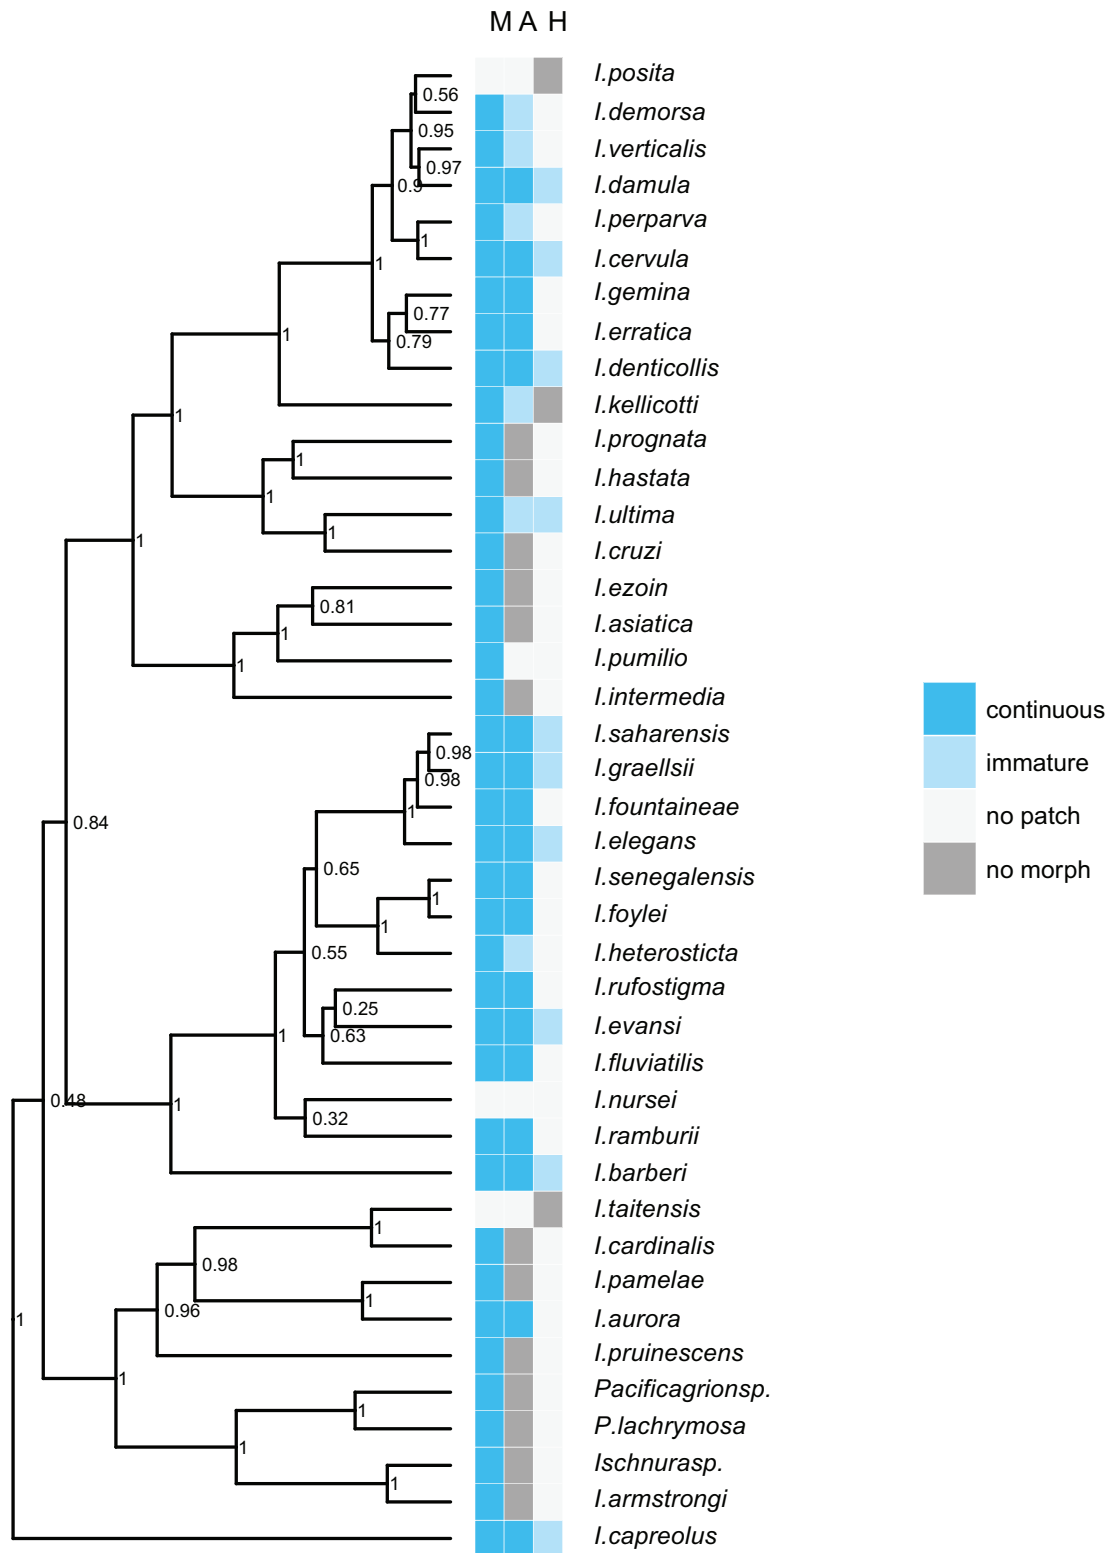 M A H
I.posita
0.56
I.demorsa
0.95
I.verticalis
0.97
I.damula
0.9
I.perparva
1
I.cervula
1
I.gemina
0.77
I.erratica
1
0.79
I.denticollis
I.kellicotti
1
I.prognata
1
I.hastata
1
I.ultima
1
I.cruzi
1
I.ezoin
0.81
I.asiatica
1
I.pumilio
1
I.intermedia
continuous
I.saharensis
0.98
immature
I.graellsii
0.98
I.fountaineae
1
no patch
0.84
I.elegans
0.65
no morph
I.senegalensis
1
I.foylei
1
0.55
I.heterosticta
I.rufostigma
0.25
I.evansi
1
0.63
I.fluviatilis
I.nursei
0.48
1
0.32
I.ramburii
I.barberi
I.taitensis
1
I.cardinalis
0.98
I.pamelae
1
0.96
I.aurora
1
I.pruinescens
1
Pacificagrionsp.
1
P.lachrymosa
1
Ischnurasp.
1
I.armstrongi
I.capreolus